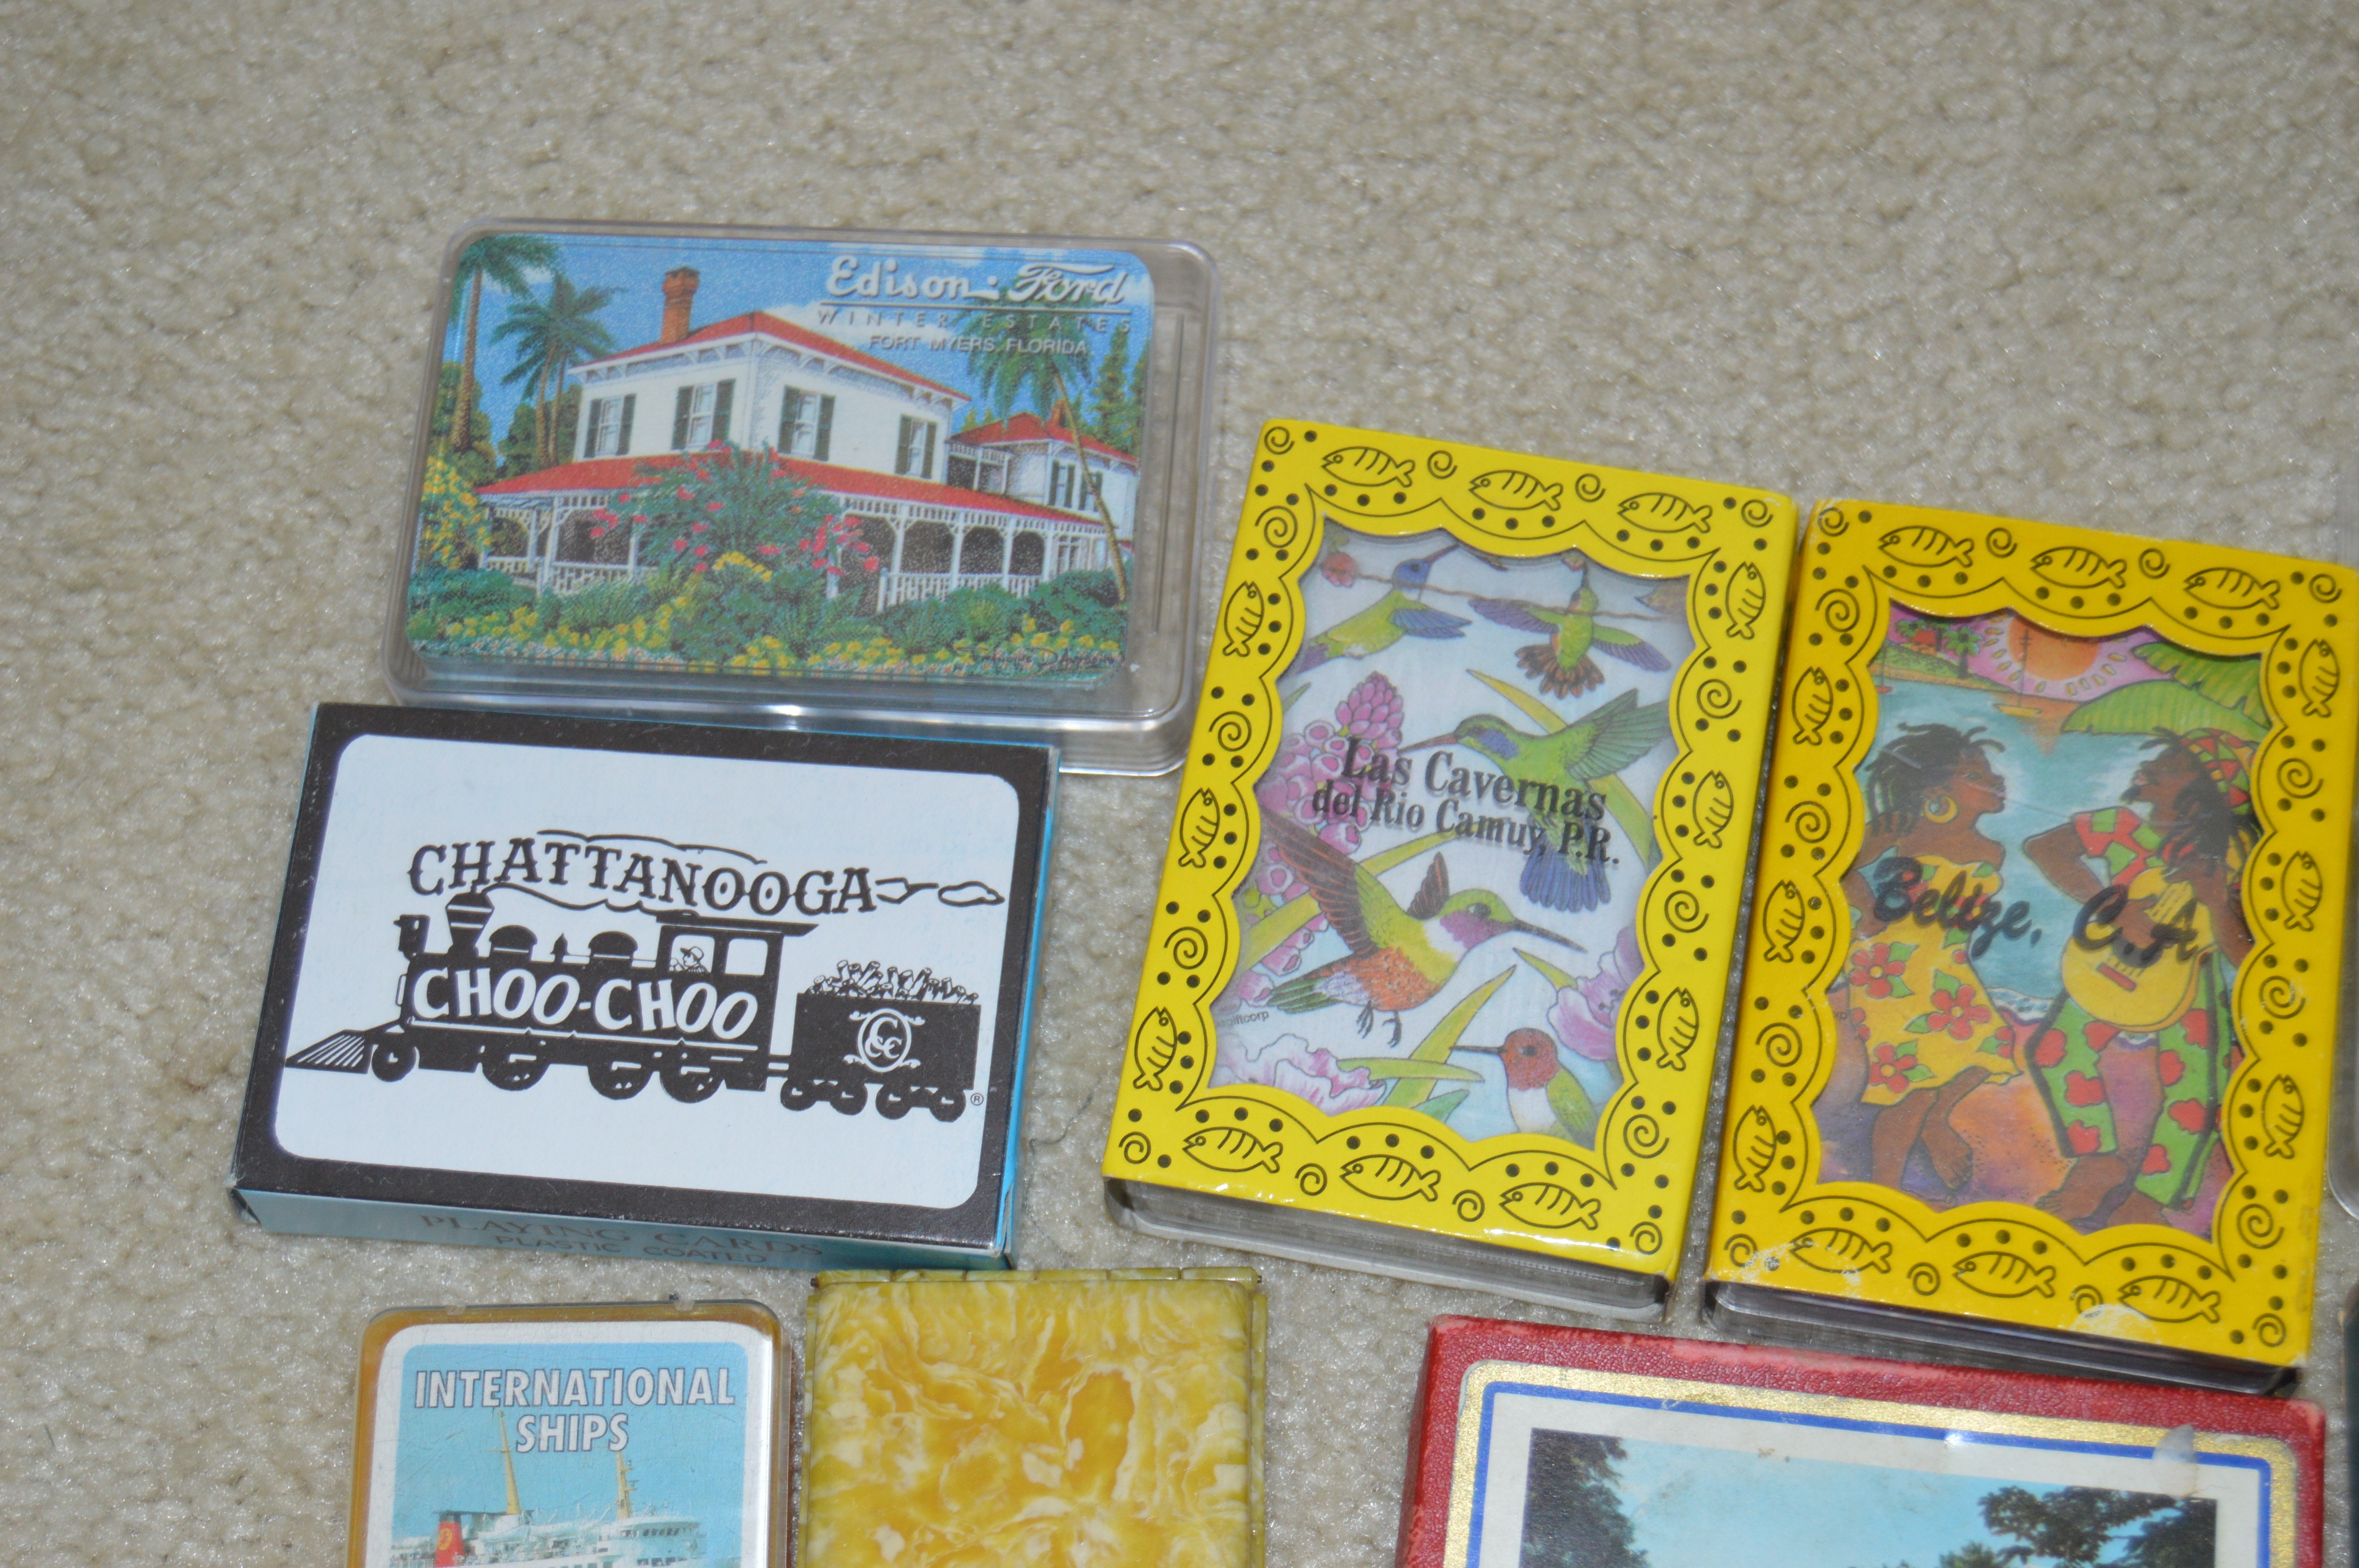 Edison · Ford
WINTER ESTATES
FORT MYERS, FLORIDA
CHATTANOOGA
CHOO-CHOO
CCC
®
PLAYING CARDS
PLASTIC COATED
Las Cavernas
del Rio Camuy, P.R.
Belize, C.A
INTERNATIONAL
SHIPS